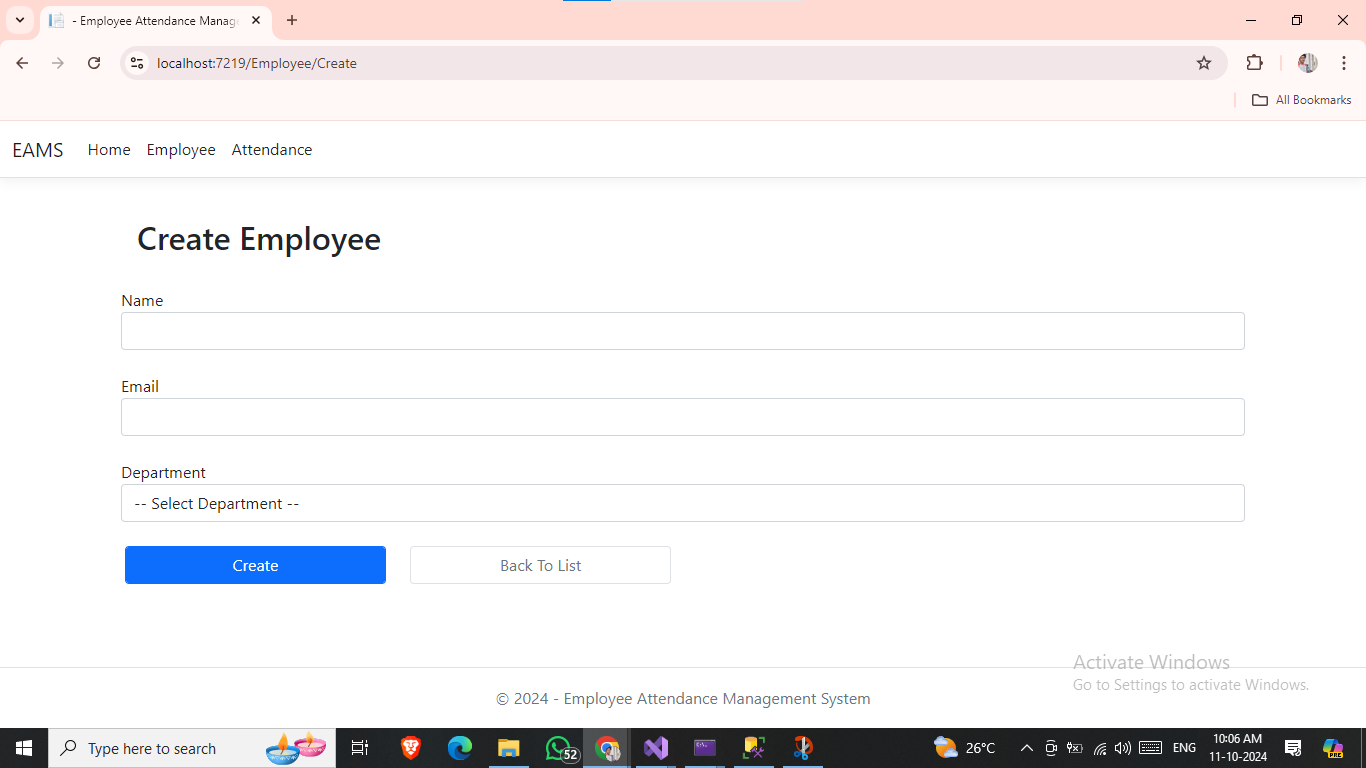 - Employee Attendance Manage
localhost:7219/Employee/Create
All Bookmarks
EAMS Home Employee Attendance
Create Employee
Name
Email
Department
-- Select Department --
Create Back To List
Activate Windows
Go to Settings to activate Windows.
© 2024 - Employee Attendance Management System
Type here to search 52 26°C ENG 10:06 AM
11-10-2024
PRE